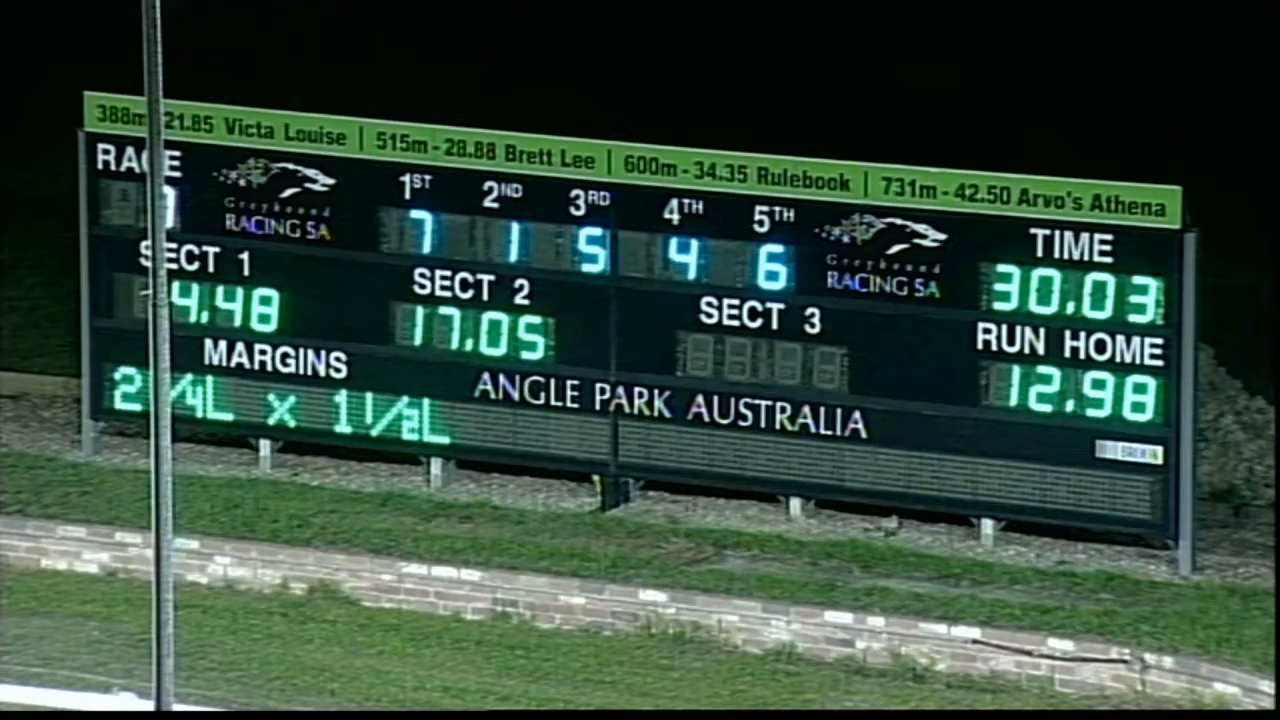 388m 21.85 Victa Louise | 515m - 28.88 Brett Lee | 600m - 34.35 Rulebook | 731m - 42.50 Arvo's Athena
RACE
Greyhound
RACING SA
1ST 2ND 3RD 4TH 5TH
7 1 5 4 6
Greyhound
RACING SA
TIME
30.03
SECT 1
4.48
SECT 2
17.05
SECT 3
RUN HOME
12.98
MARGINS
2 /4L x 1 1/2L
ANGLE PARK AUSTRALIA